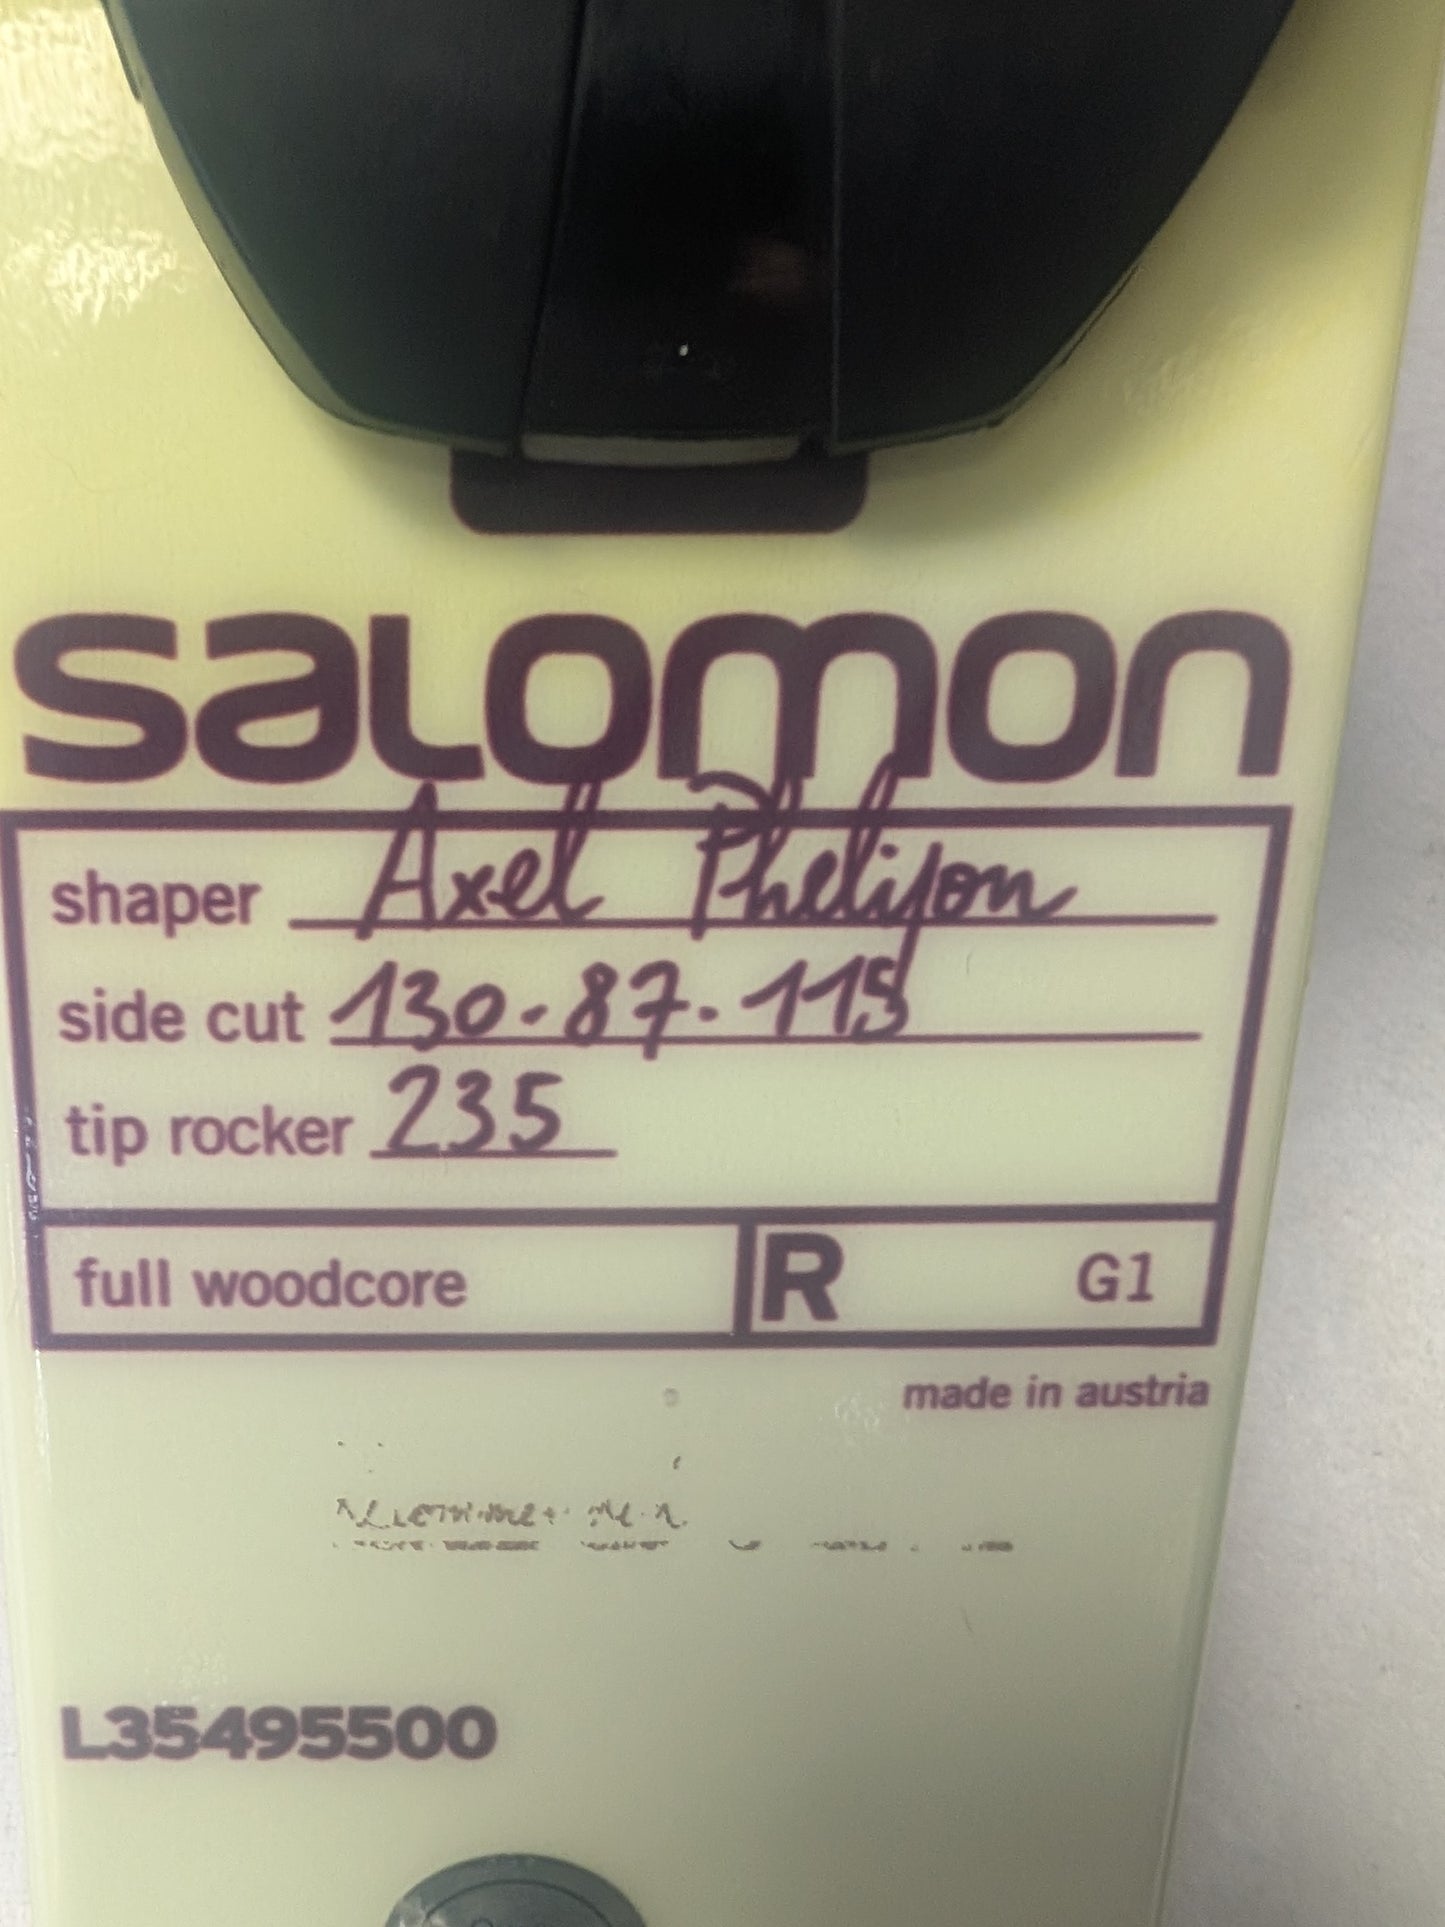 salomon
shaper Axel Phelipon
side cut 130-87-115
tip rocker 235
full woodcore R G1
made in austria
L35495500